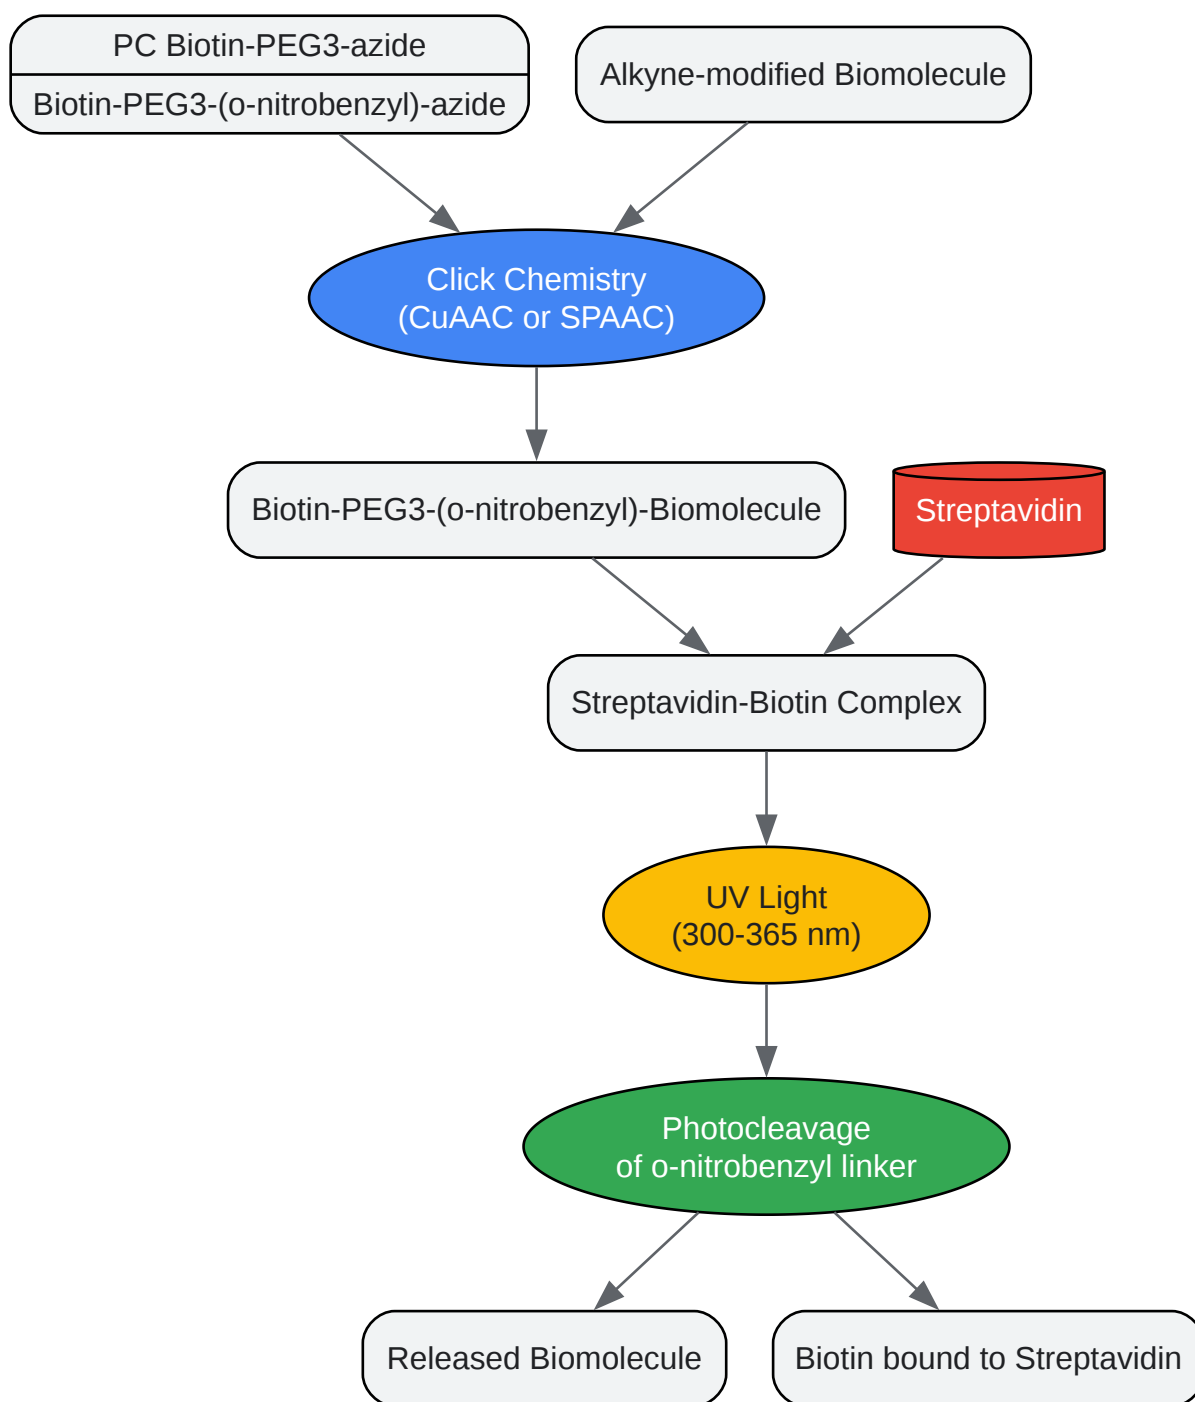 PC Biotin-PEG3-azide
Biotin-PEG3-(o-nitrobenzyl)-azide
Alkyne-modified Biomolecule
Click Chemistry
(CuAAC or SPAAC)
Biotin-PEG3-(o-nitrobenzyl)-Biomolecule
Streptavidin
Streptavidin-Biotin Complex
UV Light
(300-365 nm)
Photocleavage
of o-nitrobenzyl linker
Released Biomolecule
Biotin bound to Streptavidin